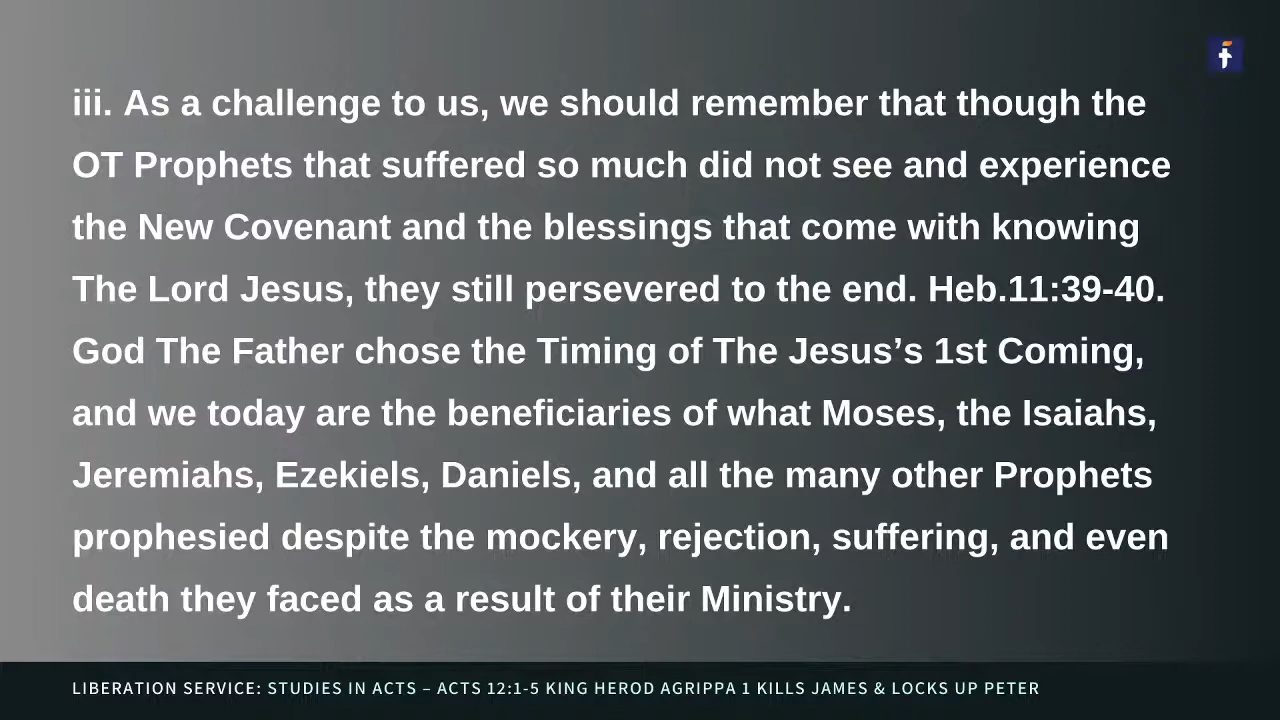 iii. As a challenge to us, we should remember that though the
OT Prophets that suffered so much did not see and experience
the New Covenant and the blessings that come with knowing
The Lord Jesus, they still persevered to the end. Heb.11:39-40.
God The Father chose the Timing of The Jesus’s 1st Coming,
and we today are the beneficiaries of what Moses, the Isaiahs,
Jeremiahs, Ezekiels, Daniels, and all the many other Prophets
prophesied despite the mockery, rejection, suffering, and even
death they faced as a result of their Ministry.
LIBERATION SERVICE: STUDIES IN ACTS – ACTS 12:1-5 KING HEROD AGRIPPA 1 KILLS JAMES & LOCKS UP PETER